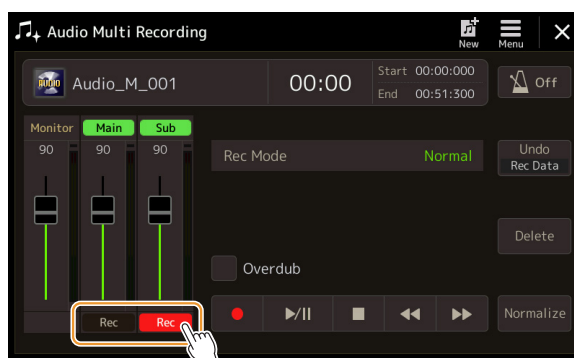 Audio Multi Recording
New
Menu
AUDIO
Audio_M_001
00:00
Start 00:00:000
End 00:51:300
Off
Monitor Main Sub
90 90 90
Rec Mode Normal
Undo
Rec Data
Delete
Overdub
Rec Rec
Normalize